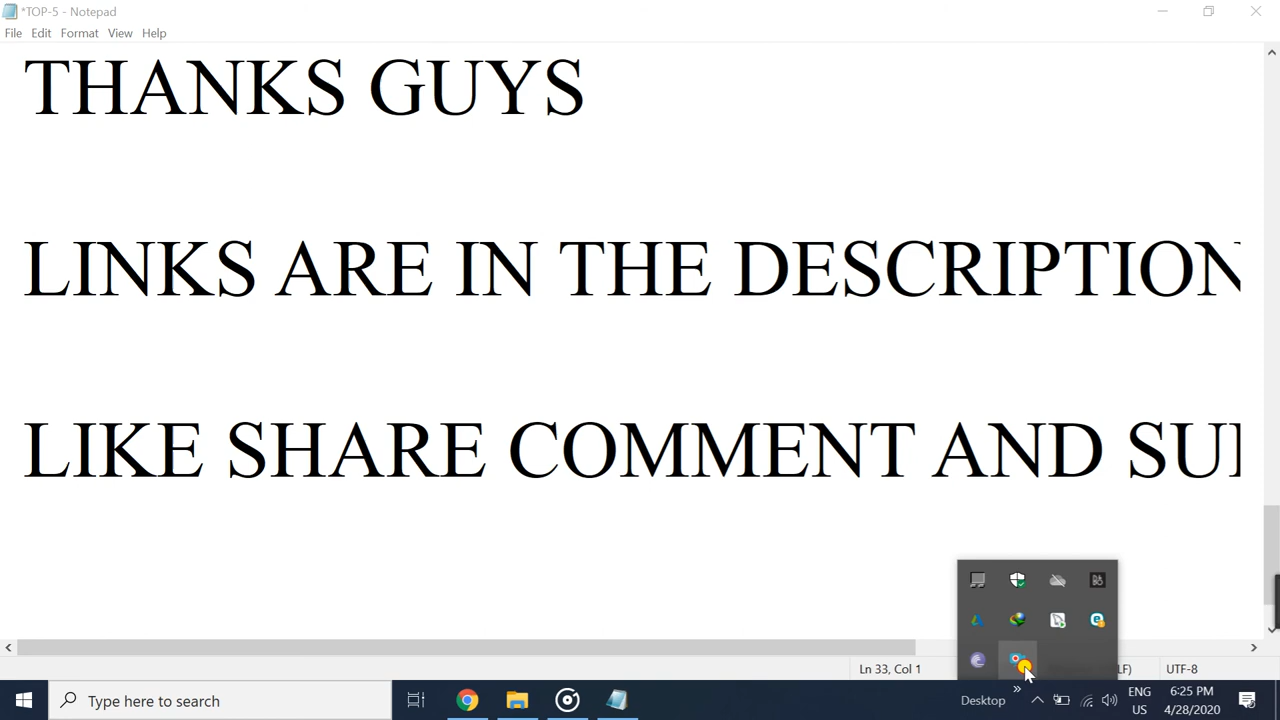 *TOP-5 - Notepad
File Edit Format View Help
THANKS GUYS
LINKS ARE IN THE DESCRIPTION
LIKE SHARE COMMENT AND
Ln 33, Col 1
UTF-8
Type here to search
Desktop
ENG
US
6:25 PM
4/28/2020